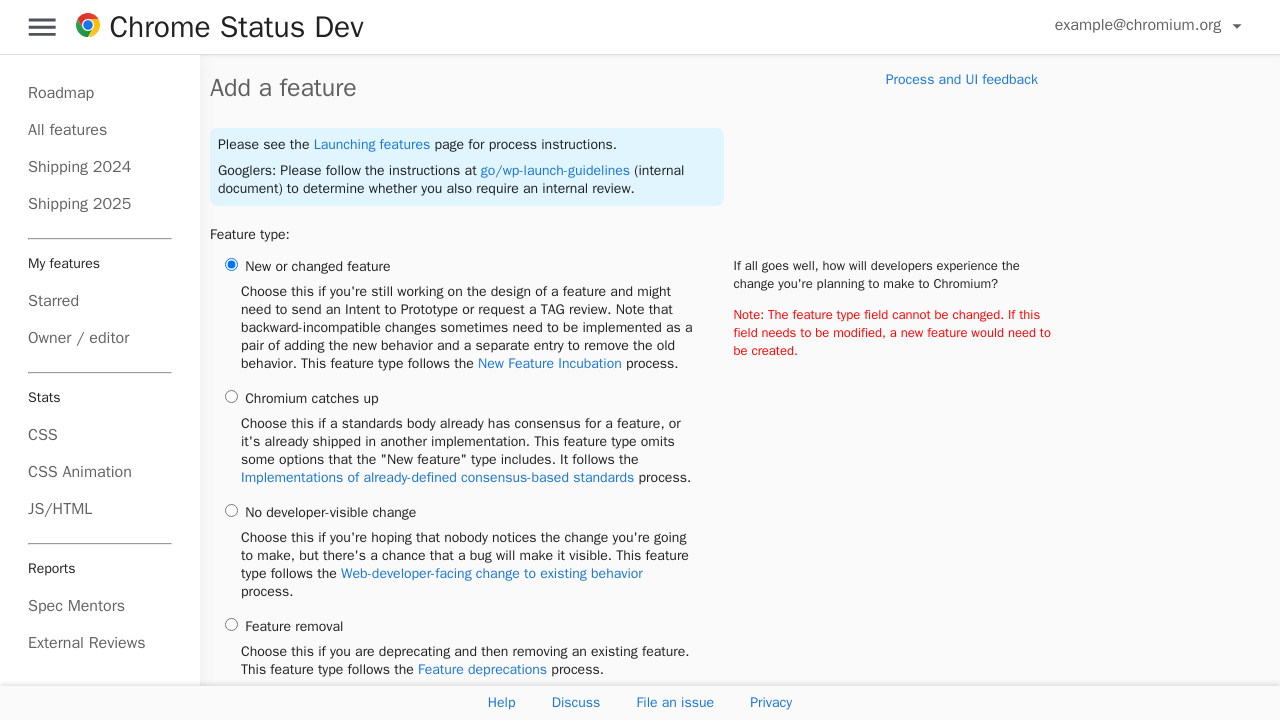 Chrome Status Dev
example@chromium.org
Roadmap
All features
Shipping 2024
Shipping 2025
My features
Starred
Owner / editor
Stats
CSS
CSS Animation
JS/HTML
Reports
Spec Mentors
External Reviews
Add a feature
Process and UI feedback
Please see the Launching features page for process instructions.
Googlers: Please follow the instructions at go/wp-launch-guidelines (internal
document) to determine whether you also require an internal review.
Feature type:
New or changed feature
Choose this if you're still working on the design of a feature and might
need to send an Intent to Prototype or request a TAG review. Note that
backward-incompatible changes sometimes need to be implemented as a
pair of adding the new behavior and a separate entry to remove the old
behavior. This feature type follows the New Feature Incubation process.
Chromium catches up
Choose this if a standards body already has consensus for a feature, or
it's already shipped in another implementation. This feature type omits
some options that the "New feature" type includes. It follows the
Implementations of already-defined consensus-based standards process.
No developer-visible change
Choose this if you're hoping that nobody notices the change you're going
to make, but there's a chance that a bug will make it visible. This feature
type follows the Web-developer-facing change to existing behavior
process.
Feature removal
Choose this if you are deprecating and then removing an existing feature.
This feature type follows the Feature deprecations process.
If all goes well, how will developers experience the
change you're planning to make to Chromium?
Note: The feature type field cannot be changed. If this
field needs to be modified, a new feature would need to
be created.
Help
Discuss
File an issue
Privacy